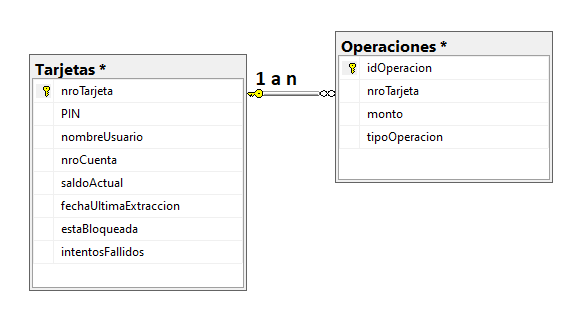 Tarjetas *
nroTarjeta
PIN
nombreUsuario
nroCuenta
saldoActual
fechaUltimaExtraccion
estaBloqueada
intentosFallidos
1 a n
Operaciones *
idOperacion
nroTarjeta
monto
tipoOperacion